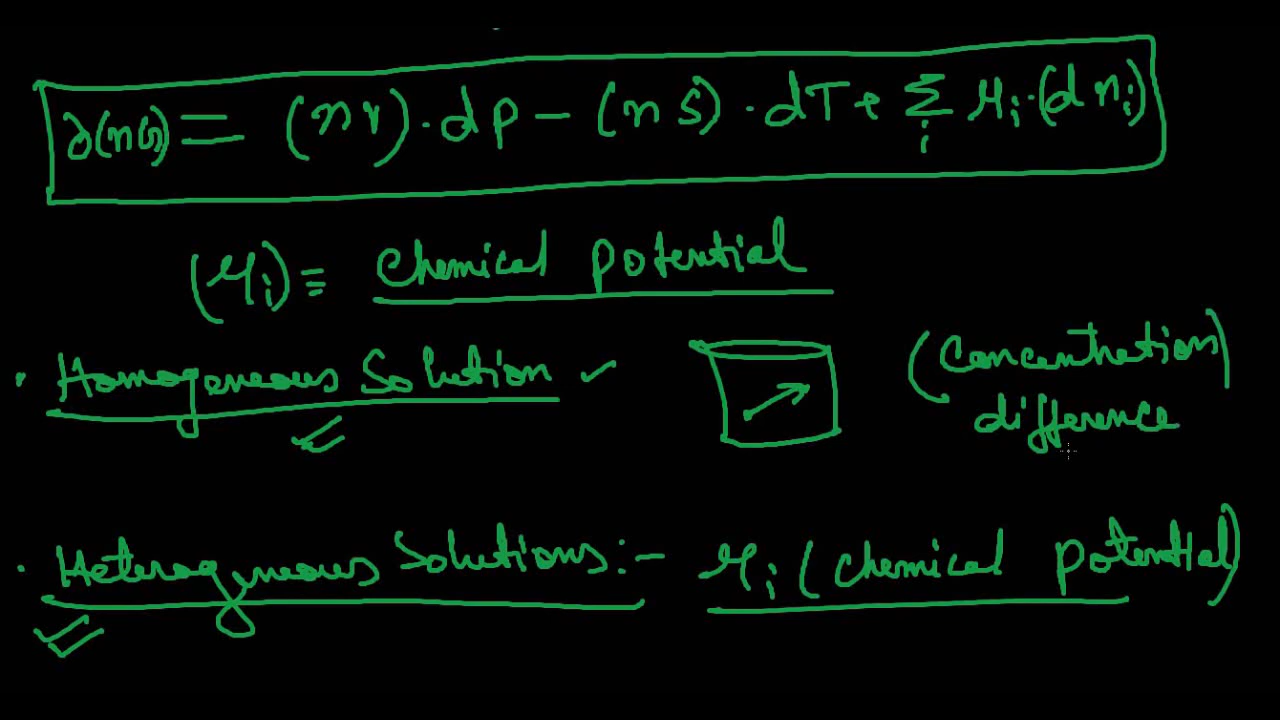 ∂(nG) = (nV)·dP − (nS)·dT + Σi μi·(dni)
(μi) ≡ Chemical Potential
· Homogeneous Solution ✓
(Concentration)
difference
· Heterogeneous Solutions:- μi (Chemical Potential)